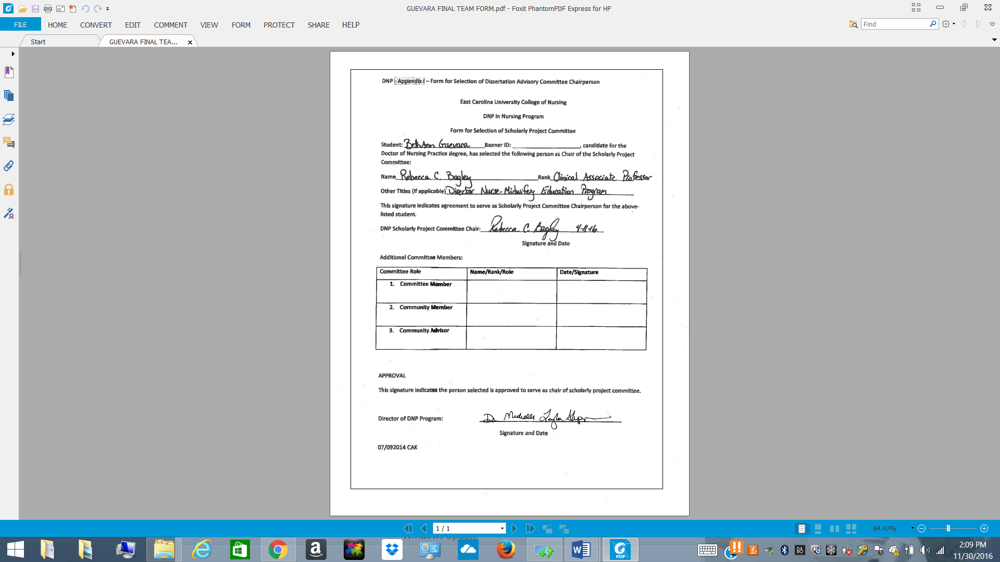 GUEVARA FINAL TEAM FORM.pdf - Foxit PhantomPDF Express for HP
FILE HOME CONVERT EDIT COMMENT VIEW FORM PROTECT SHARE HELP Find
Start GUEVARA FINAL TEA...
DNP - Appendix I – Form for Selection of Dissertation Advisory Committee Chairperson
East Carolina University College of Nursing
DNP in Nursing Program
Form for Selection of Scholarly Project Committee
Student: BethAnn Guevara Banner ID: , candidate for the
Doctor of Nursing Practice degree, has selected the following person as Chair of the Scholarly Project
Committee:
Name Rebecca C. Bagley Rank Clinical Associate Professor
Other Titles (if applicable) Director Nurse-Midwifery Education Program
This signature indicates agreement to serve as Scholarly Project Committee Chairperson for the above-
listed student.
DNP Scholarly Project Committee Chair: Rebecca C. Bagley 4-11-16
Signature and Date
Additional Committee Members:
Committee Role Name/Rank/Role Date/Signature
1. Committee Member
2. Community Member
3. Community Advisor
APPROVAL
This signature indicates the person selected is approved to serve as chair of scholarly project committee.
Director of DNP Program: Dr Michelle Taylor
Signature and Date
07/092014 CAK
1 / 1
84.47%
Windows Update
2:09 PM
11/30/2016